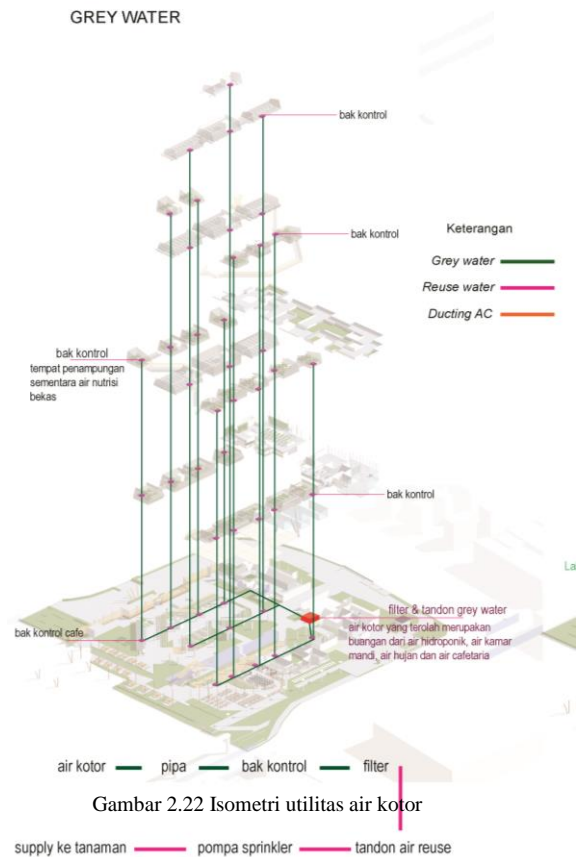 GREY WATER
bak kontrol
bak kontrol
Keterangan
Grey water
Reuse water
Ducting AC
bak kontrol
tempat penampungan
sementara air nutrisi
bekas
bak kontrol
La
filter & tandon grey water
air kotor yang terolah merupakan
buangan dari air hidroponik, air kamar
mandi, air hujan dan air cafetaria
bak kontrol cafe
air kotor pipa bak kontrol filter
Gambar 2.22 Isometri utilitas air kotor
supply ke tanaman pompa sprinkler tandon air reuse